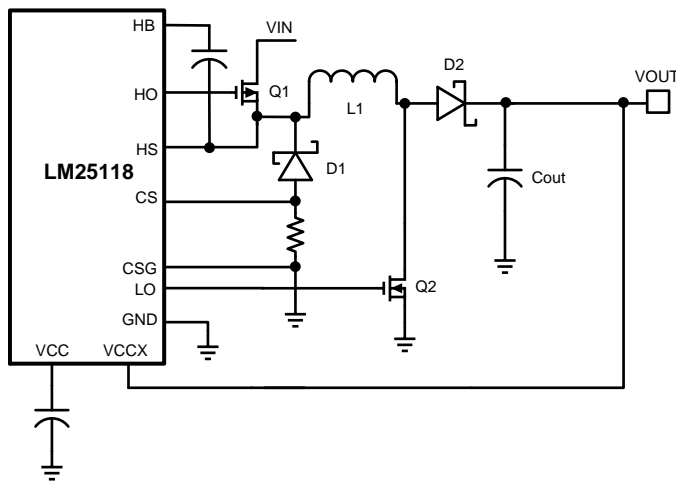 HB
VIN
D2
VOUT
HO
Q1
L1
HS
LM25118
D1
CS
Cout
CSG
LO
Q2
GND
VCC
VCCX